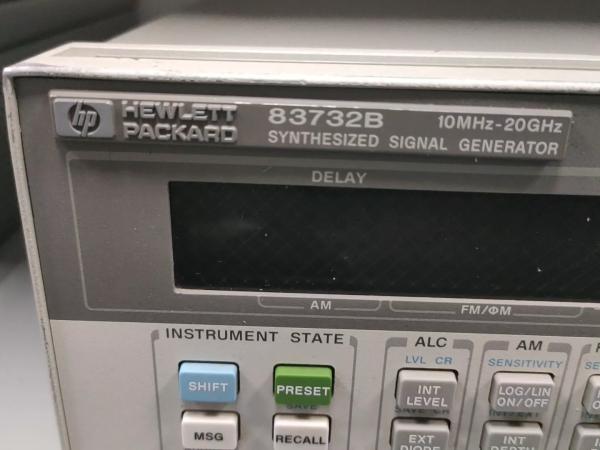 hp HEWLETT PACKARD 83732B 10MHz-20GHz
SYNTHESIZED SIGNAL GENERATOR
DELAY
AM FM/ΦM
INSTRUMENT STATE ALC AM
LVL CR SENSITIVITY
SHIFT PRESET INT LEVEL LOG/LIN ON/OFF
SAVE
MSG RECALL EXT DIODE INT